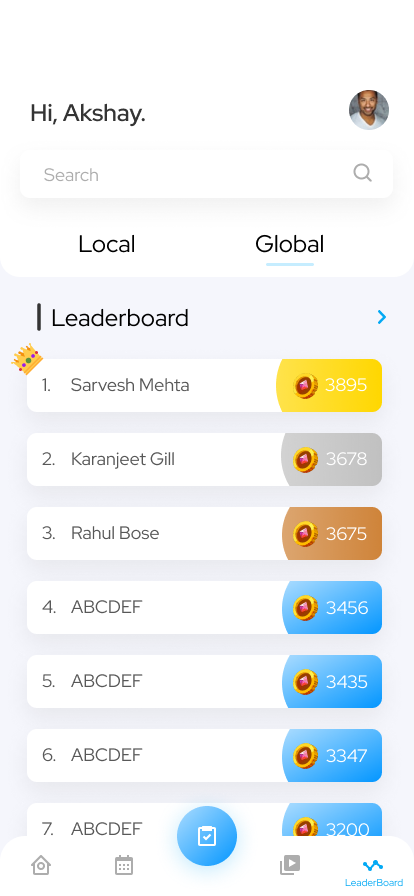 Hi, Akshay.
Search
Local Global
Leaderboard
1. Sarvesh Mehta 3895
2. Karanjeet Gill 3678
3. Rahul Bose 3675
4. ABCDEF 3456
5. ABCDEF 3435
6. ABCDEF 3347
7. ABCDEF 3200
LeaderBoard